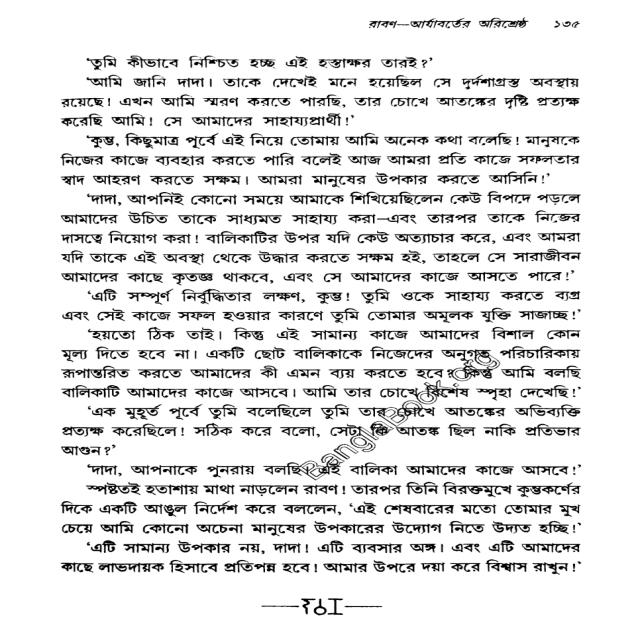 রাবণ—আর্যাবর্তের অরিশ্রেষ্ঠ ১৩৫
‘তুমি কীভাবে নিশ্চিত হচ্ছ এই হস্তাক্ষর তারই?’
‘আমি জানি দাদা। তাকে দেখেই মনে হয়েছিল সে দুর্দশাগ্রস্ত অবস্থায়
রয়েছে! এখন আমি স্মরণ করতে পারছি, তার চোখে আতঙ্কের দৃষ্টি প্রত্যক্ষ
করেছি আমি! সে আমাদের সাহায্যপ্রার্থী!’
‘কুম্ভ, কিছুমাত্র পূর্বে এই নিয়ে তোমায় আমি অনেক কথা বলেছি! মানুষকে
নিজের কাজে ব্যবহার করতে পারি বলেই আজ আমরা প্রতি কাজে সফলতার
স্বাদ আহরণ করতে সক্ষম। আমরা মানুষের উপকার করতে আসিনি!’
‘দাদা, আপনিই কোনো সময়ে আমাকে শিখিয়েছিলেন কেউ বিপদে পড়লে
আমাদের উচিত তাকে সাধ্যমত সাহায্য করা—এবং তারপর তাকে নিজের
দাসত্বে নিয়োগ করা! বালিকাটির উপর যদি কেউ অত্যাচার করে, এবং আমরা
যদি তাকে এই অবস্থা থেকে উদ্ধার করতে সক্ষম হই, তাহলে সে সারাজীবন
আমাদের কাছে কৃতজ্ঞ থাকবে, এবং সে আমাদের কাজে আসতে পারে!’
‘এটি সম্পূর্ণ নির্বুদ্ধিতার লক্ষণ, কুম্ভ! তুমি ওকে সাহায্য করতে ব্যগ্র
এবং সেই কাজে সফল হওয়ার কারণে তুমি তোমার অমূলক যুক্তি সাজাচ্ছ!’
‘হয়তো ঠিক তাই। কিন্তু এই সামান্য কাজে আমাদের বিশাল কোন
মূল্য দিতে হবে না। একটি ছোট বালিকাকে নিজেদের অনুগত পরিচারিকায়
রূপান্তরিত করতে আমাদের কী এমন ব্যয় করতে হবে? কিন্তু আমি বলছি
বালিকাটি আমাদের কাজে আসবে। আমি তার চোখে বিশেষ স্পৃহা দেখেছি!’
‘এক মুহূর্ত পূর্বে তুমি বলেছিলে তুমি তার চোখে আতঙ্কের অভিব্যক্তি
প্রত্যক্ষ করেছিলে! সঠিক করে বলো, সেটা কি আতঙ্ক ছিল নাকি প্রতিভার
আগুন?’
‘দাদা, আপনাকে পুনরায় বলছি। এই বালিকা আমাদের কাজে আসবে!’
স্পষ্টতই হতাশায় মাথা নাড়লেন রাবণ! তারপর তিনি বিরক্তমুখে কুম্ভকর্ণের
দিকে একটি আঙুল নির্দেশ করে বললেন, ‘এই শেষবারের মতো তোমার মুখ
চেয়ে আমি কোনো অচেনা মানুষের উপকারের উদ্যোগ নিতে উদ্যত হচ্ছি!’
‘এটি সামান্য উপকার নয়, দাদা! এটি ব্যবসার অঙ্গ। এবং এটি আমাদের
কাছে লাভদায়ক হিসাবে প্রতিপন্ন হবে! আমার উপরে দয়া করে বিশ্বাস রাখুন!’
BanglaBook.org